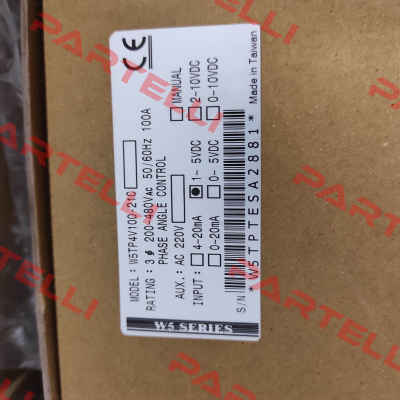 CE
MODEL : W5TP4V100-21C
RATING : 3φ 200-480VAC 50/60Hz 100A
PHASE ANGLE CONTROL
AUX. : AC 220V
INPUT : 4-20mA 1- 5VDC 2-10VDC MANUAL
0-20mA 0- 5VDC 0-10VDC
S/N *W5TPTESA2881*
Made in Taiwan
W5 SERIES
PARTELLI
PARTELLI
PARTELLI
PARTELLI
PARTELLI